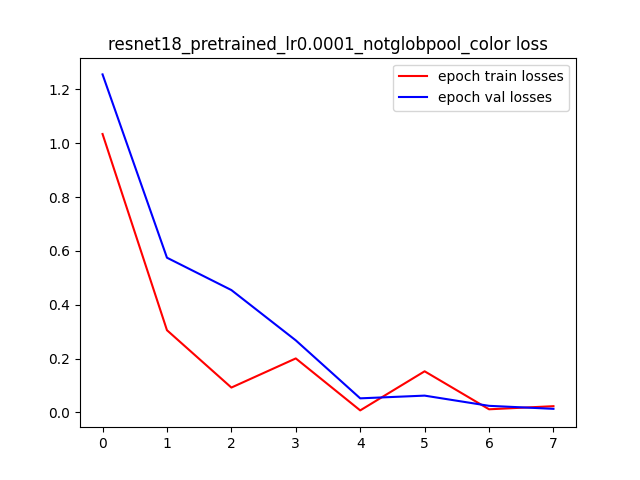 resnet18_pretrained_lr0.0001_notglobpool_color loss
epoch train losses
epoch val losses
1.2
1.0
0.8
0.6
0.4
0.2
0.0
0 1 2 3 4 5 6 7